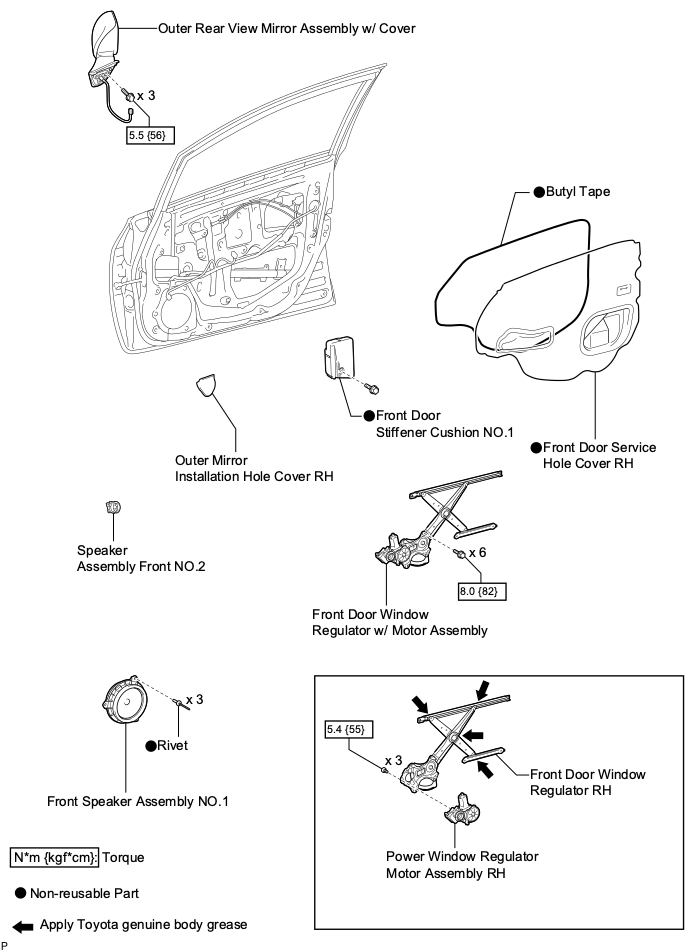 Outer Rear View Mirror Assembly w/ Cover
x 3
5.5 {56}
●Butyl Tape
●Front Door
Stiffener Cushion NO.1
●Front Door Service
Hole Cover RH
Outer Mirror
Installation Hole Cover RH
Speaker
Assembly Front NO.2
x 6
8.0 {82}
Front Door Window
Regulator w/ Motor Assembly
x 3
●Rivet
Front Speaker Assembly NO.1
5.4 {55}
x 3
Front Door Window
Regulator RH
Power Window Regulator
Motor Assembly RH
N*m {kgf*cm}: Torque
● Non-reusable Part
Apply Toyota genuine body grease
P